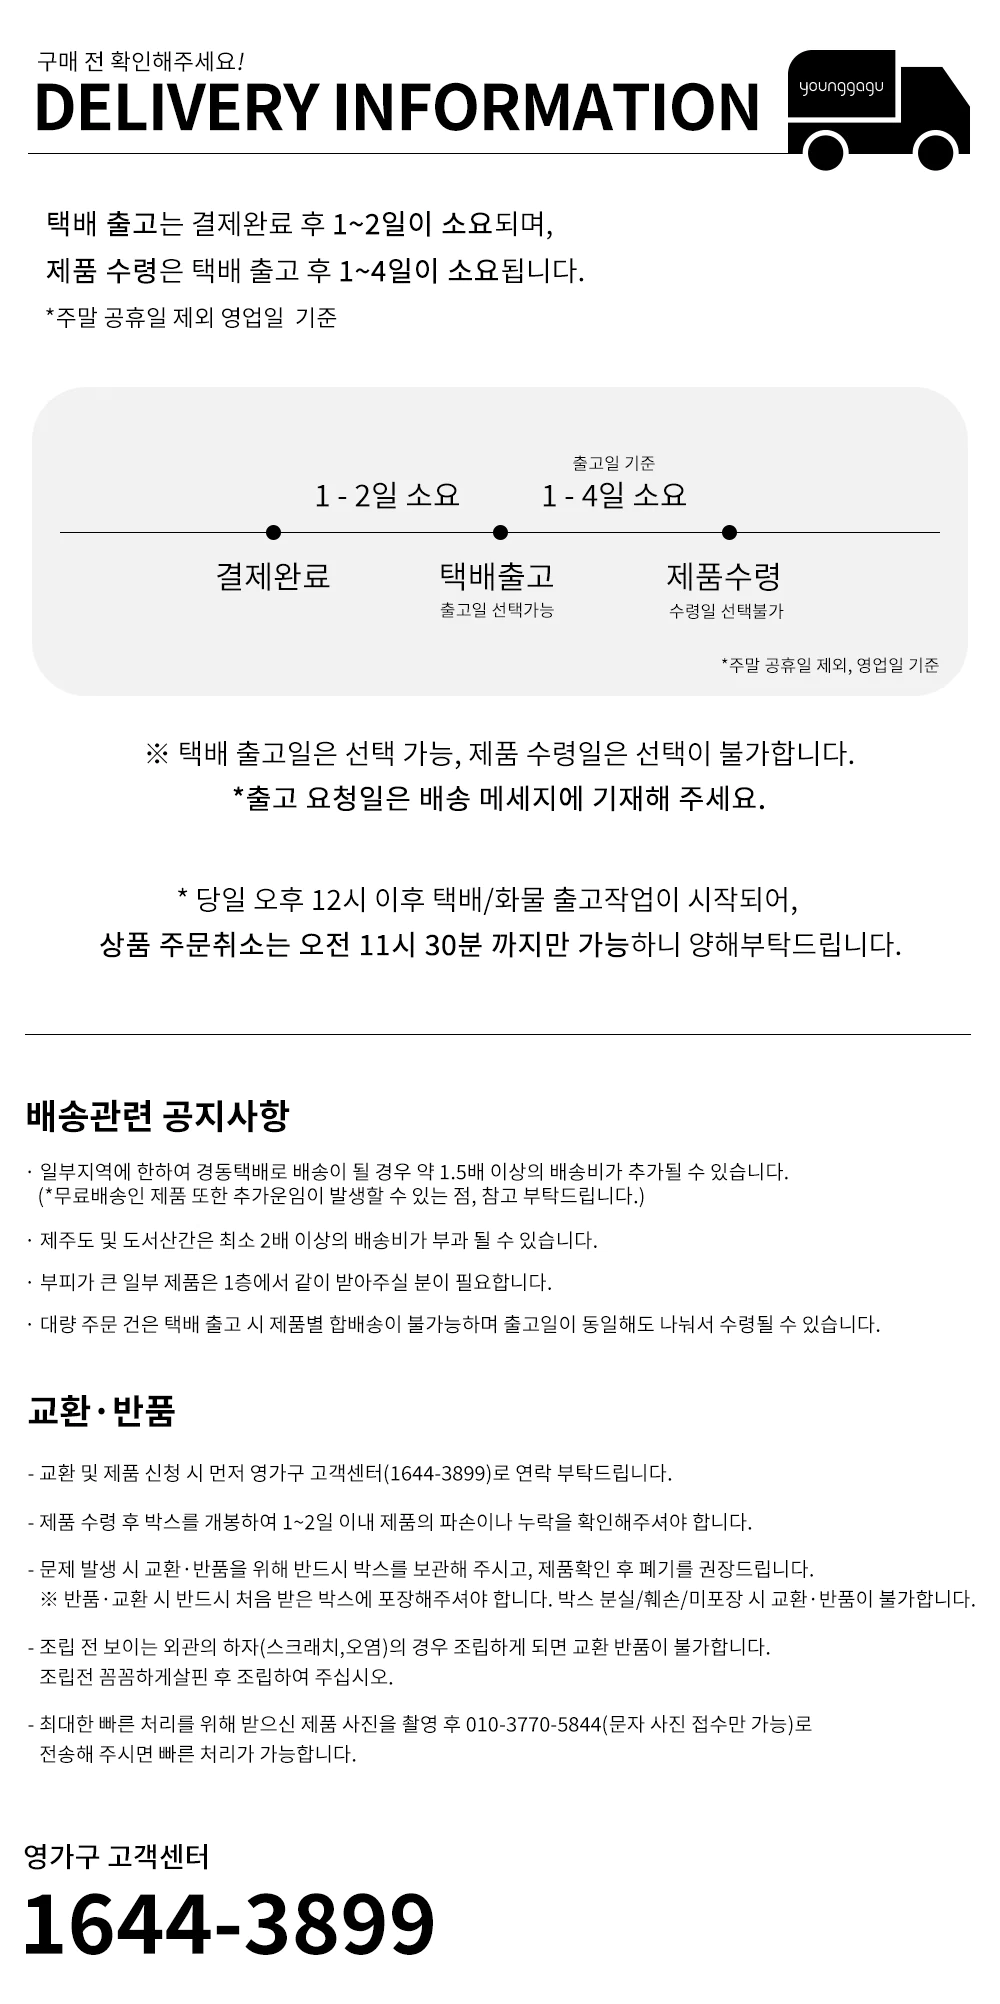 구매 전 확인해주세요!
DELIVERY INFORMATION
younggagu
택배 출고는 결제완료 후 1~2일이 소요되며,
제품 수령은 택배 출고 후 1~4일이 소요됩니다.
*주말 공휴일 제외 영업일 기준
출고일 기준
1 - 2일 소요 1 - 4일 소요
결제완료 택배출고 제품수령
출고일 선택가능 수령일 선택불가
*주말 공휴일 제외, 영업일 기준
※ 택배 출고일은 선택 가능, 제품 수령일은 선택이 불가합니다.
*출고 요청일은 배송 메세지에 기재해 주세요.
* 당일 오후 12시 이후 택배/화물 출고작업이 시작되어,
상품 주문취소는 오전 11시 30분 까지만 가능하니 양해부탁드립니다.
배송관련 공지사항
· 일부지역에 한하여 경동택배로 배송이 될 경우 약 1.5배 이상의 배송비가 추가될 수 있습니다.
(*무료배송인 제품 또한 추가운임이 발생할 수 있는 점, 참고 부탁드립니다.)
· 제주도 및 도서산간은 최소 2배 이상의 배송비가 부과 될 수 있습니다.
· 부피가 큰 일부 제품은 1층에서 같이 받아주실 분이 필요합니다.
· 대량 주문 건은 택배 출고 시 제품별 합배송이 불가능하며 출고일이 동일해도 나눠서 수령될 수 있습니다.
교환·반품
- 교환 및 제품 신청 시 먼저 영가구 고객센터(1644-3899)로 연락 부탁드립니다.
- 제품 수령 후 박스를 개봉하여 1~2일 이내 제품의 파손이나 누락을 확인해주셔야 합니다.
- 문제 발생 시 교환·반품을 위해 반드시 박스를 보관해 주시고, 제품확인 후 폐기를 권장드립니다.
※ 반품·교환 시 반드시 처음 받은 박스에 포장해주셔야 합니다. 박스 분실/훼손/미포장 시 교환·반품이 불가합니다.
- 조립 전 보이는 외관의 하자(스크래치,오염)의 경우 조립하게 되면 교환 반품이 불가합니다.
조립전 꼼꼼하게살핀 후 조립하여 주십시오.
- 최대한 빠른 처리를 위해 받으신 제품 사진을 촬영 후 010-3770-5844(문자 사진 접수만 가능)로
전송해 주시면 빠른 처리가 가능합니다.
영가구 고객센터
1644-3899